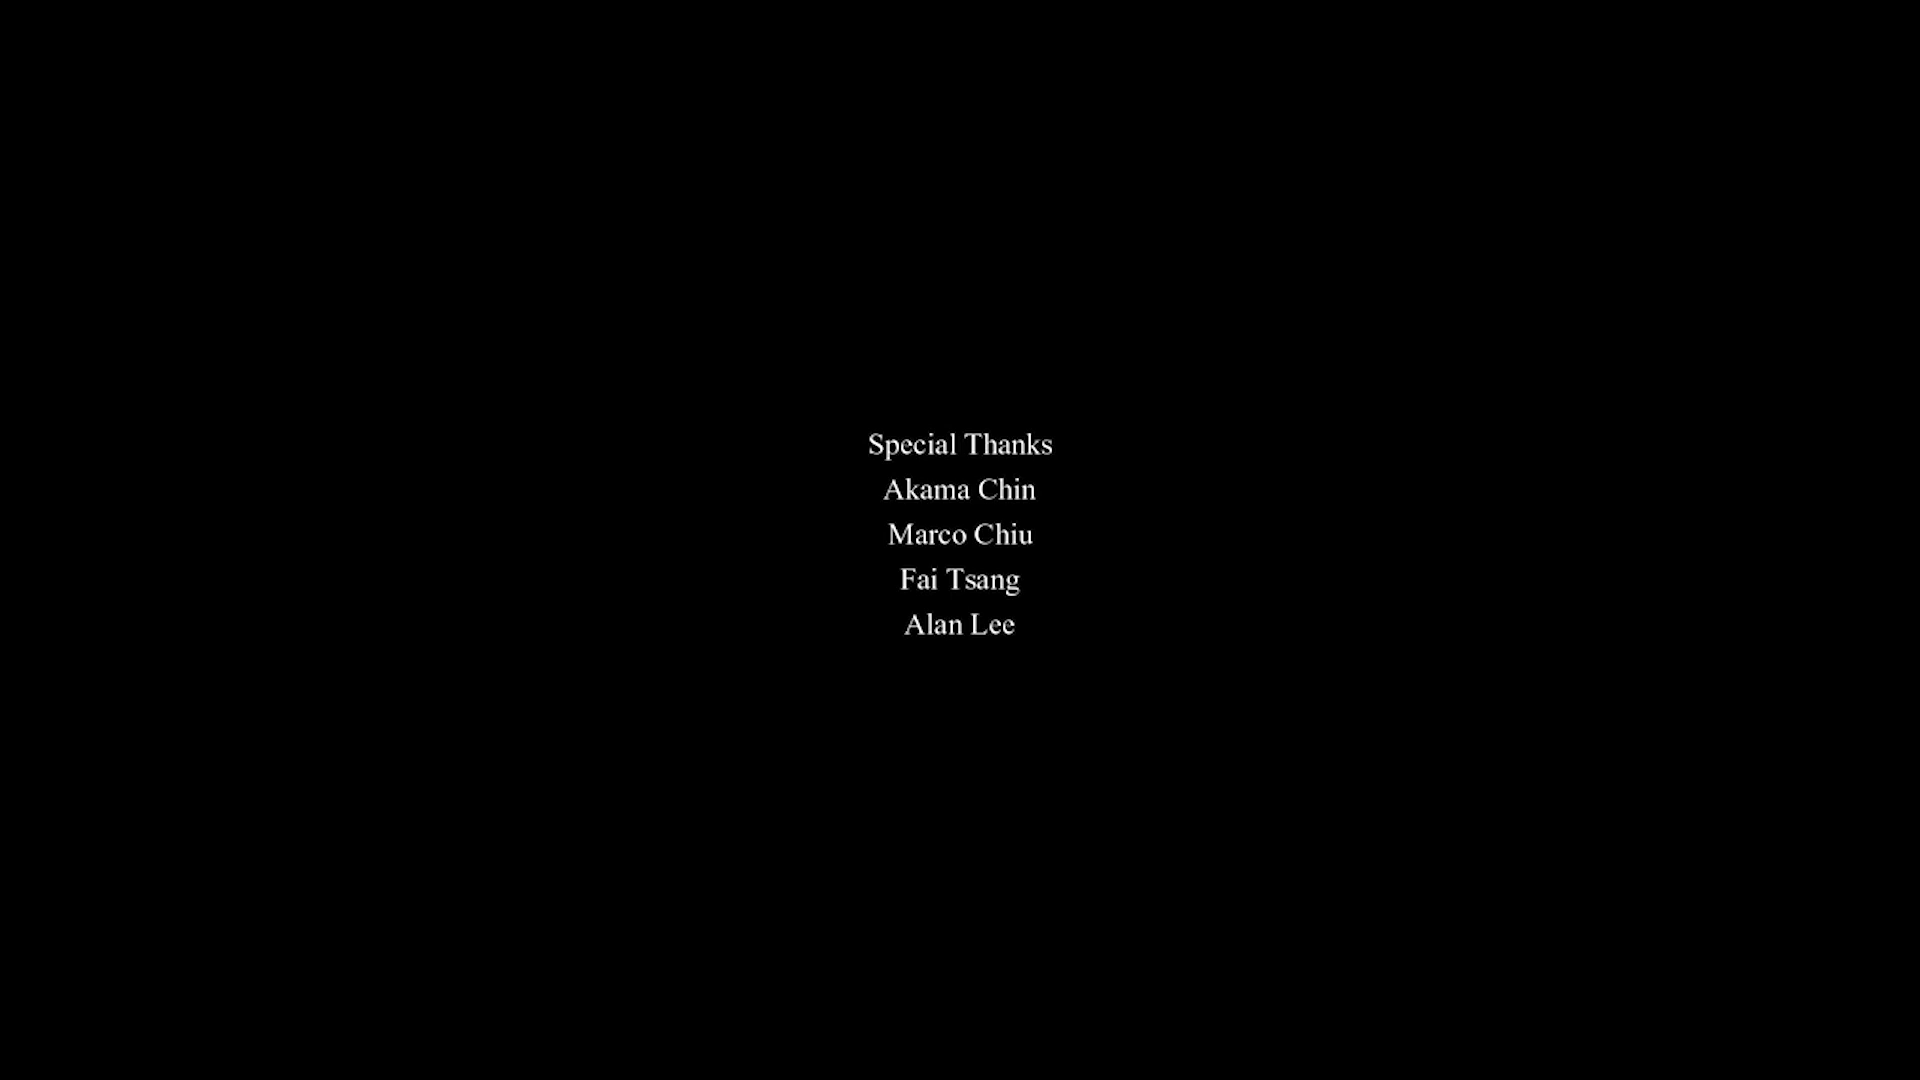 Special Thanks
Akama Chin
Marco Chiu
Fai Tsang
Alan Lee